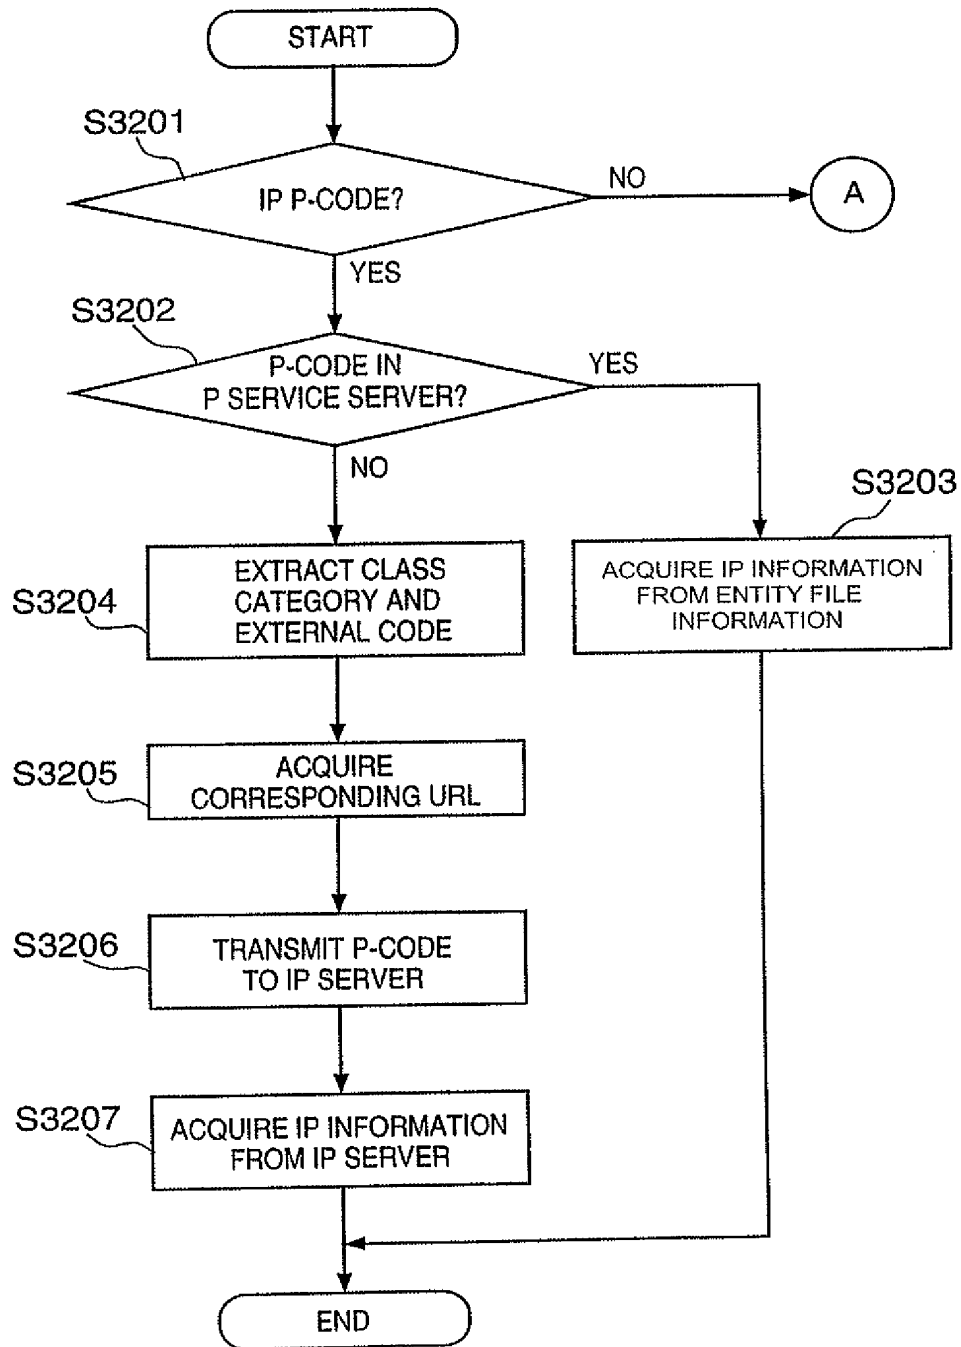 START
S3201
IP P-CODE?
NO
A
YES
S3202
P-CODE IN
P SERVICE SERVER?
YES
NO
S3203
ACQUIRE IP INFORMATION
FROM ENTITY FILE
INFORMATION
S3204
EXTRACT CLASS
CATEGORY AND
EXTERNAL CODE
S3205
ACQUIRE
CORRESPONDING URL
S3206
TRANSMIT P-CODE
TO IP SERVER
S3207
ACQUIRE IP INFORMATION
FROM IP SERVER
END